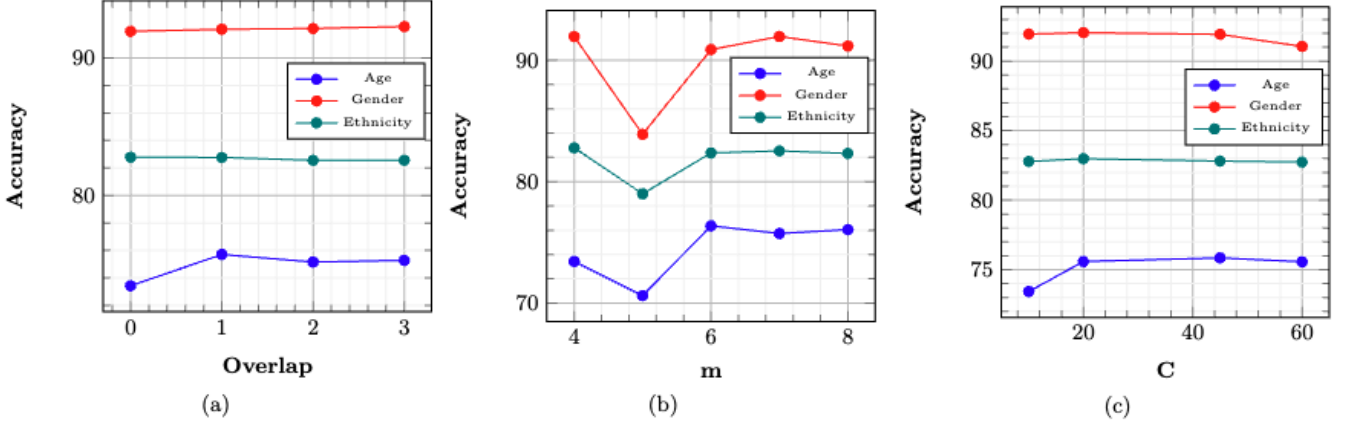 Accuracy
90
80
Age
Gender
Ethnicity
0 1 2 3
Overlap
(a)
Accuracy
90
80
70
Age
Gender
Ethnicity
4 6 8
m
(b)
Accuracy
90
85
80
75
Age
Gender
Ethnicity
20 40 60
C
(c)